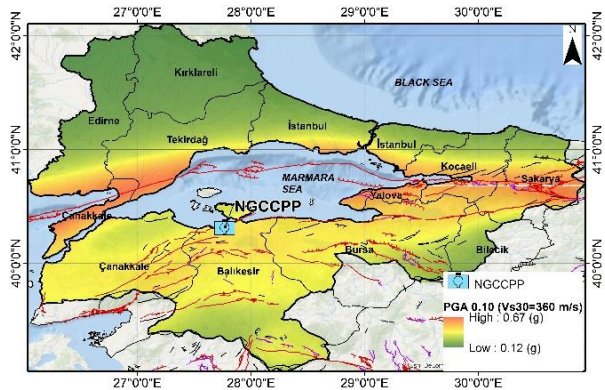 27°0'0"E 28°0'0"E 29°0'0"E 30°0'0"E
42°0'0"N
42°0'0"N
N
Kırklareli
BLACK SEA
Edirne
Tekirdağ
İstanbul
İstanbul
41°0'0"N
41°0'0"N
Kocaeli
Sakarya
MARMARA
SEA
Yalova
NGCCPP
Çanakkale
Bilecik
Bursa
Çanakkale
Balıkesir
40°0'0"N
40°0'0"N
NGCCPP
PGA 0.10 (Vs30=360 m/s)
High : 0.67 (g)
Low : 0.12 (g)
27°0'0"E 28°0'0"E 29°0'0"E 30°0'0"E